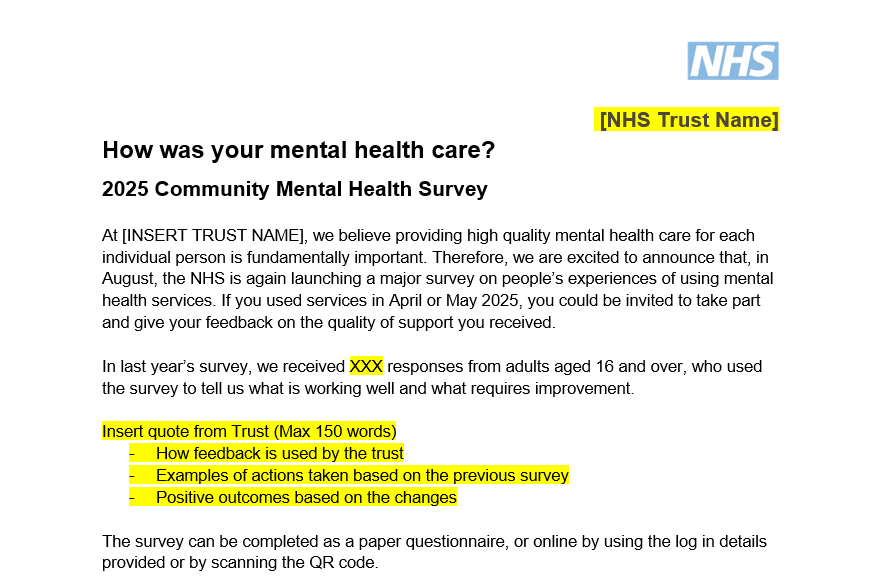 NHS
[NHS Trust Name]
How was your mental health care?
2025 Community Mental Health Survey
At [INSERT TRUST NAME], we believe providing high quality mental health care for each
individual person is fundamentally important. Therefore, we are excited to announce that, in
August, the NHS is again launching a major survey on people’s experiences of using mental
health services. If you used services in April or May 2025, you could be invited to take part
and give your feedback on the quality of support you received.
In last year’s survey, we received XXX responses from adults aged 16 and over, who used
the survey to tell us what is working well and what requires improvement.
Insert quote from Trust (Max 150 words)
- How feedback is used by the trust
- Examples of actions taken based on the previous survey
- Positive outcomes based on the changes
The survey can be completed as a paper questionnaire, or online by using the log in details
provided or by scanning the QR code.